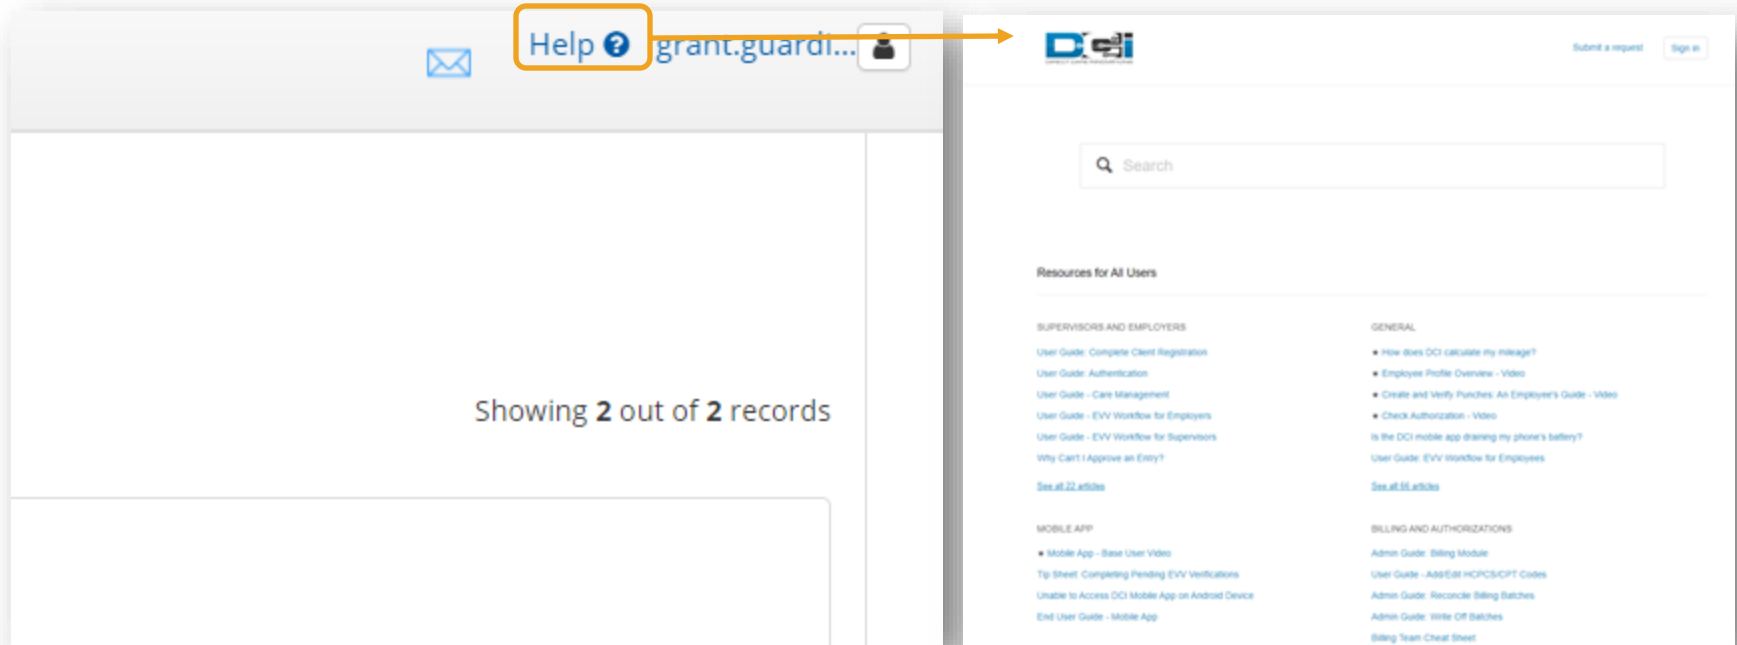 Help
grant.guardi...
Showing 2 out of 2 records
DCI
DIRECT CARE INNOVATIONS
Submit a request
Sign in
Search
Resources for All Users
SUPERVISORS AND EMPLOYERS
User Guide: Complete Client Registration
User Guide: Authentication
User Guide - Care Management
User Guide - EVV Workflow for Employers
User Guide - EVV Workflow for Supervisors
Why Can't I Approve an Entry?
See all 22 articles
GENERAL
How does DCI calculate my mileage?
Employee Profile Overview - Video
Create and Verify Punches: An Employee's Guide - Video
Check Authorization - Video
Is the DCI mobile app draining my phone's battery?
User Guide: EVV Workflow for Employees
See all 66 articles
MOBILE APP
Mobile App - Base User Video
Tip Sheet: Completing Pending EVV Verifications
Unable to Access DCI Mobile App on Android Device
End User Guide - Mobile App
BILLING AND AUTHORIZATIONS
Admin Guide: Billing Module
User Guide - Add/Edit HCPCS/CPT Codes
Admin Guide: Reconcile Billing Batches
Admin Guide: Write Off Batches
Billing Team Cheat Sheet